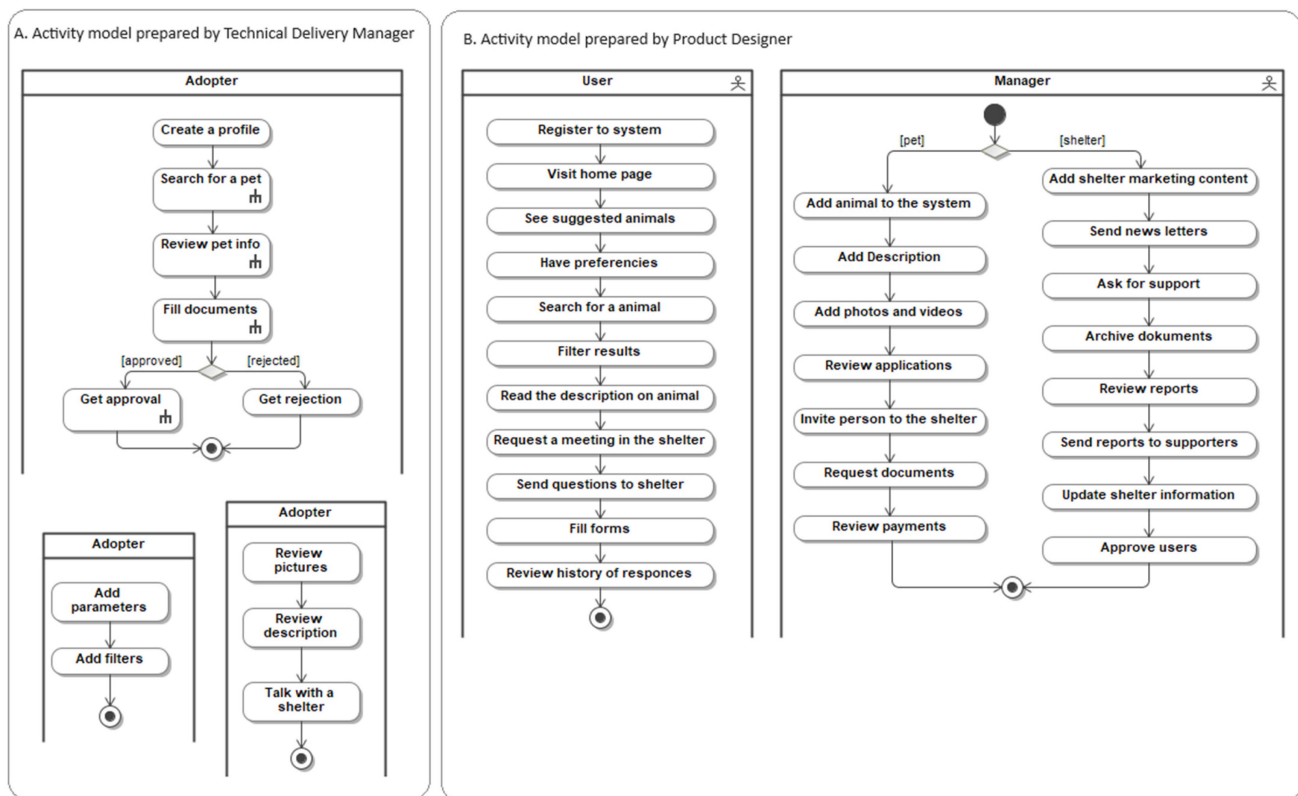 A. Activity model prepared by Technical Delivery Manager
Adopter
Create a profile
Search for a pet
Review pet info
Fill documents
[approved]
[rejected]
Get approval
Get rejection
Adopter
Add
parameters
Add filters
Adopter
Review
pictures
Review
description
Talk with a
shelter
B. Activity model prepared by Product Designer
User
Register to system
Visit home page
See suggested animals
Have preferencies
Search for a animal
Filter results
Read the description on animal
Request a meeting in the shelter
Send questions to shelter
Fill forms
Review history of responces
Manager
[pet]
[shelter]
Add animal to the system
Add Description
Add photos and videos
Review applications
Invite person to the shelter
Request documents
Review payments
Add shelter marketing content
Send news letters
Ask for support
Archive dokuments
Review reports
Send reports to supporters
Update shelter information
Approve users